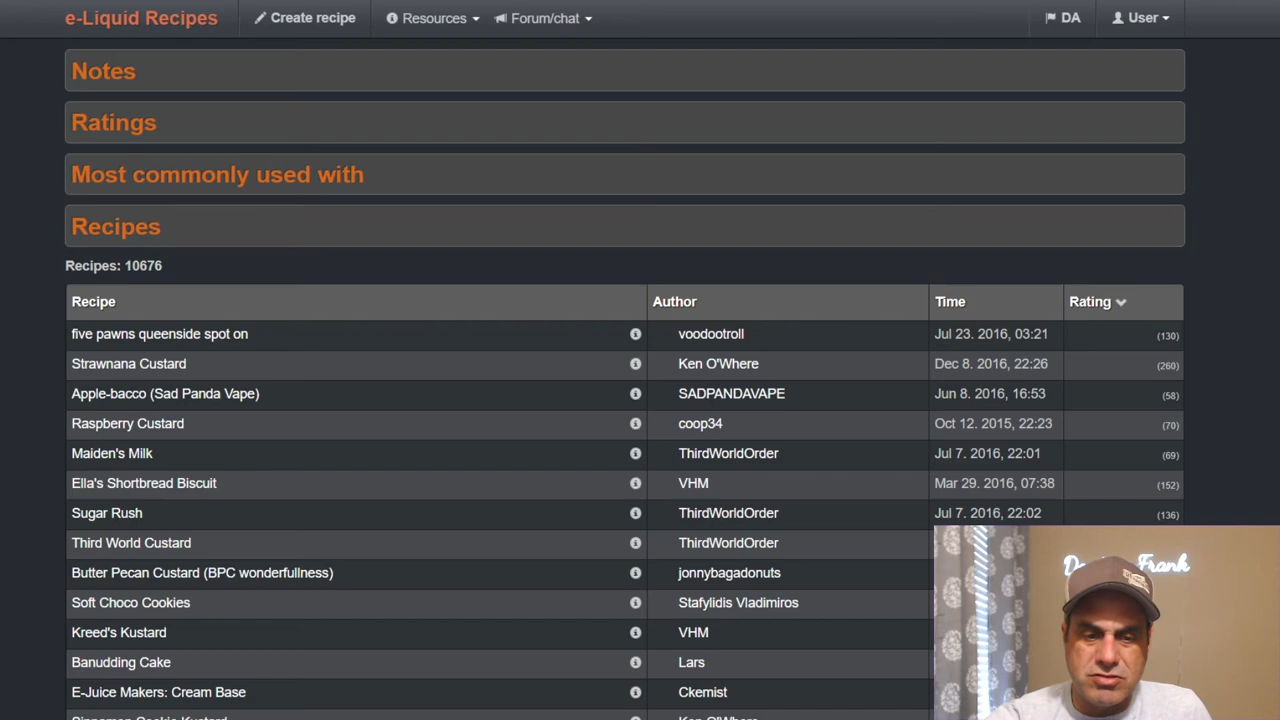 e-Liquid Recipes Create recipe Resources Forum/chat DA User
Notes
Ratings
Most commonly used with
Recipes
Recipes: 10676
Recipe Author Time Rating
five pawns queenside spot on voodootroll Jul 23. 2016, 03:21 (130)
Strawnana Custard Ken O'Where Dec 8. 2016, 22:26 (260)
Apple-bacco (Sad Panda Vape) SADPANDAVAPE Jun 8. 2016, 16:53 (58)
Raspberry Custard coop34 Oct 12. 2015, 22:23 (70)
Maiden's Milk ThirdWorldOrder Jul 7. 2016, 22:01 (69)
Ella's Shortbread Biscuit VHM Mar 29. 2016, 07:38 (152)
Sugar Rush ThirdWorldOrder Jul 7. 2016, 22:02 (136)
Third World Custard ThirdWorldOrder
Butter Pecan Custard (BPC wonderfullness) jonnybagadonuts
Soft Choco Cookies Stafylidis Vladimiros
Kreed's Kustard VHM
Banudding Cake Lars
E-Juice Makers: Cream Base Ckemist
Frank